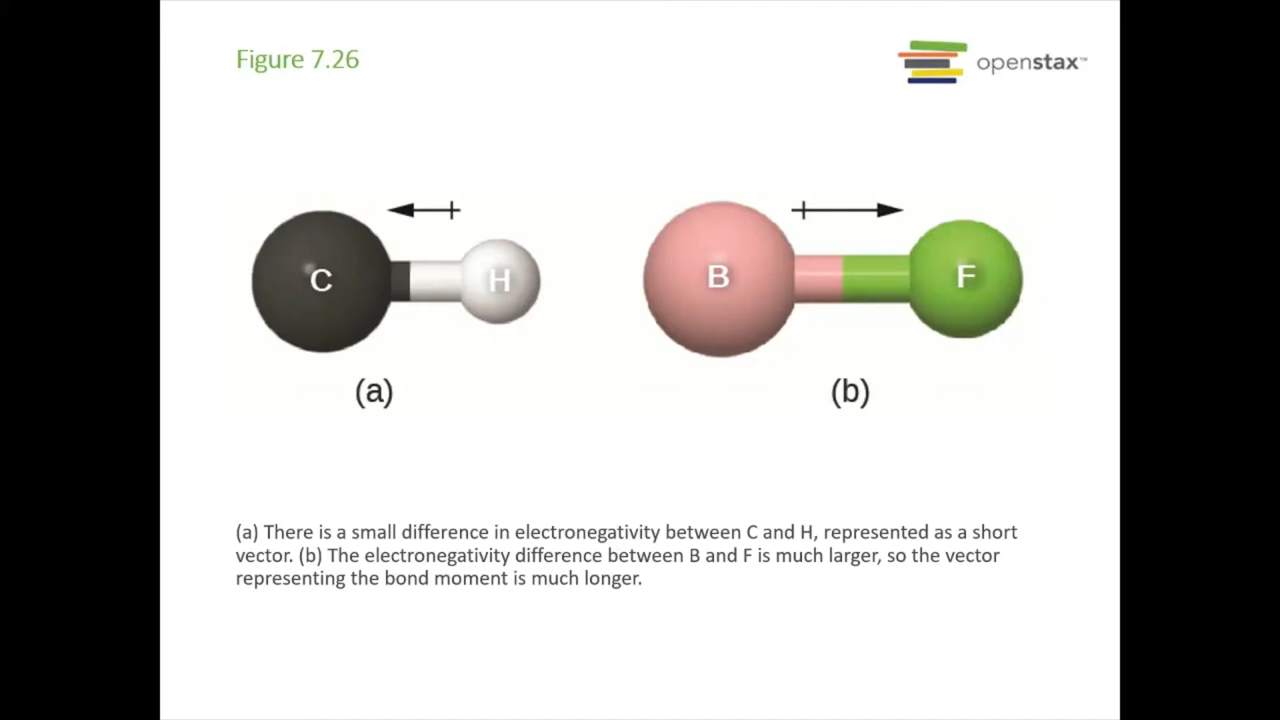 Figure 7.26
openstax™
C
H
B
F
(a)
(b)
(a) There is a small difference in electronegativity between C and H, represented as a short
vector. (b) The electronegativity difference between B and F is much larger, so the vector
representing the bond moment is much longer.